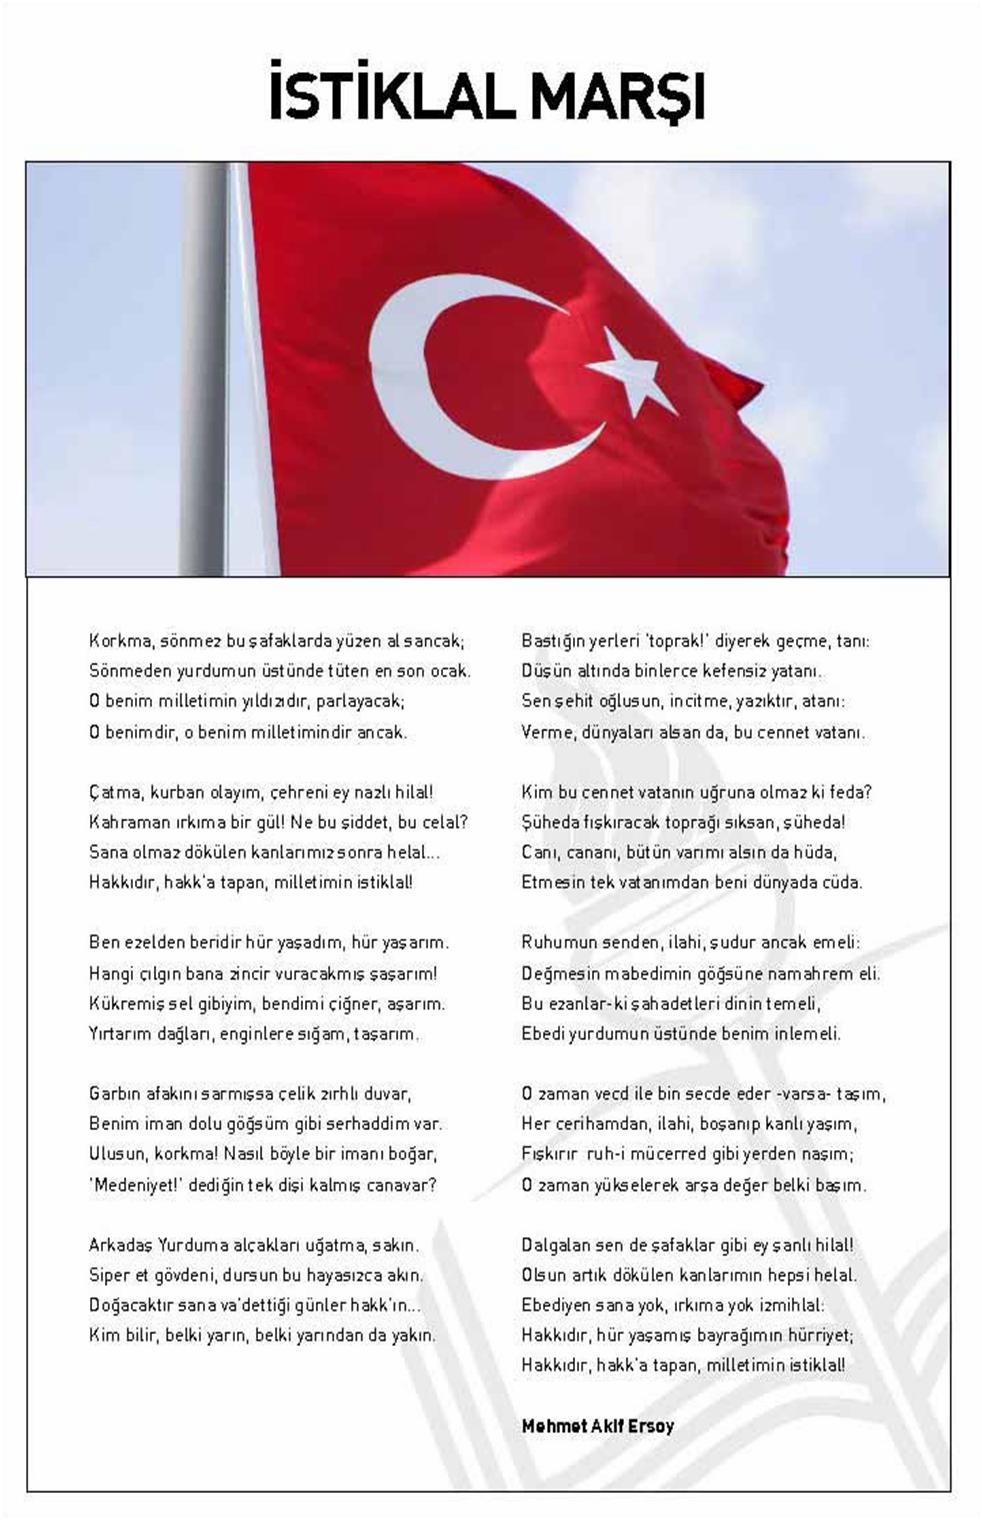 İSTİKLAL MARŞI
Korkma, sönmez bu şafaklarda yüzen al sancak;
Sönmeden yurdumun üstünde tüten en son ocak.
O benim milletimin yıldızıdır, parlayacak;
O benimdir, o benim milletimindir ancak.
Çatma, kurban olayım, çehreni ey nazlı hilal!
Kahraman ırkıma bir gül! Ne bu şiddet, bu celal?
Sana olmaz dökülen kanlarımız sonra helal...
Hakkıdır, hakk'a tapan, milletimin istiklal!
Ben ezelden beridir hür yaşadım, hür yaşarım.
Hangi çılgın bana zincir vuracakmış şaşarım!
Kükremiş sel gibiyim, bendimi çiğner, aşarım.
Yırtarım dağları, enginlere sığam, taşarım.
Garbın afakını sarmışsa çelik zırhlı duvar,
Benim iman dolu göğsüm gibi serhaddim var.
Ulusun, korkma! Nasıl böyle bir imanı boğar,
'Medeniyet!' dediğin tek dişi kalmış canavar?
Arkadaş Yurduma alçakları uğatma, sakın.
Siper et gövdeni, dursun bu hayasızca akın.
Doğacaktır sana va'dettiği günler hakk'ın...
Kim bilir, belki yarın, belki yarından da yakın.
Bastığın yerleri 'toprak!' diyerek geçme, tanı:
Düşün altında binlerce kefensiz yatanı.
Sen şehit oğlusun, incitme, yazıktır, atanı:
Verme, dünyaları alsan da, bu cennet vatanı.
Kim bu cennet vatanın uğruna olmaz ki feda?
Şüheda fışkıracak toprağı sıksan, şüheda!
Canı, cananı, bütün varımı alsın da hüda,
Etmesin tek vatanımdan beni dünyada cüda.
Ruhumun senden, ilahi, şudur ancak emeli:
Değmesin mabedimin göğsüne namahrem eli.
Bu ezanlar-ki şahadetleri dinin temeli,
Ebedi yurdumun üstünde benim inlemeli.
O zaman vecd ile bin secde eder -varsa- taşım,
Her cerihamdan, ilahi, boşanıp kanlı yaşım,
Fışkırır ruh-i mücerred gibi yerden naşım;
O zaman yükselerek arşa değer belki başım.
Dalgalan sen de şafaklar gibi ey şanlı hilal!
Olsun artık dökülen kanlarımın hepsi helal.
Ebediyen sana yok, ırkıma yok izmihlal:
Hakkıdır, hür yaşamış bayrağımın hürriyet;
Hakkıdır, hakk'a tapan, milletimin istiklal!
Mehmet Akif Ersoy